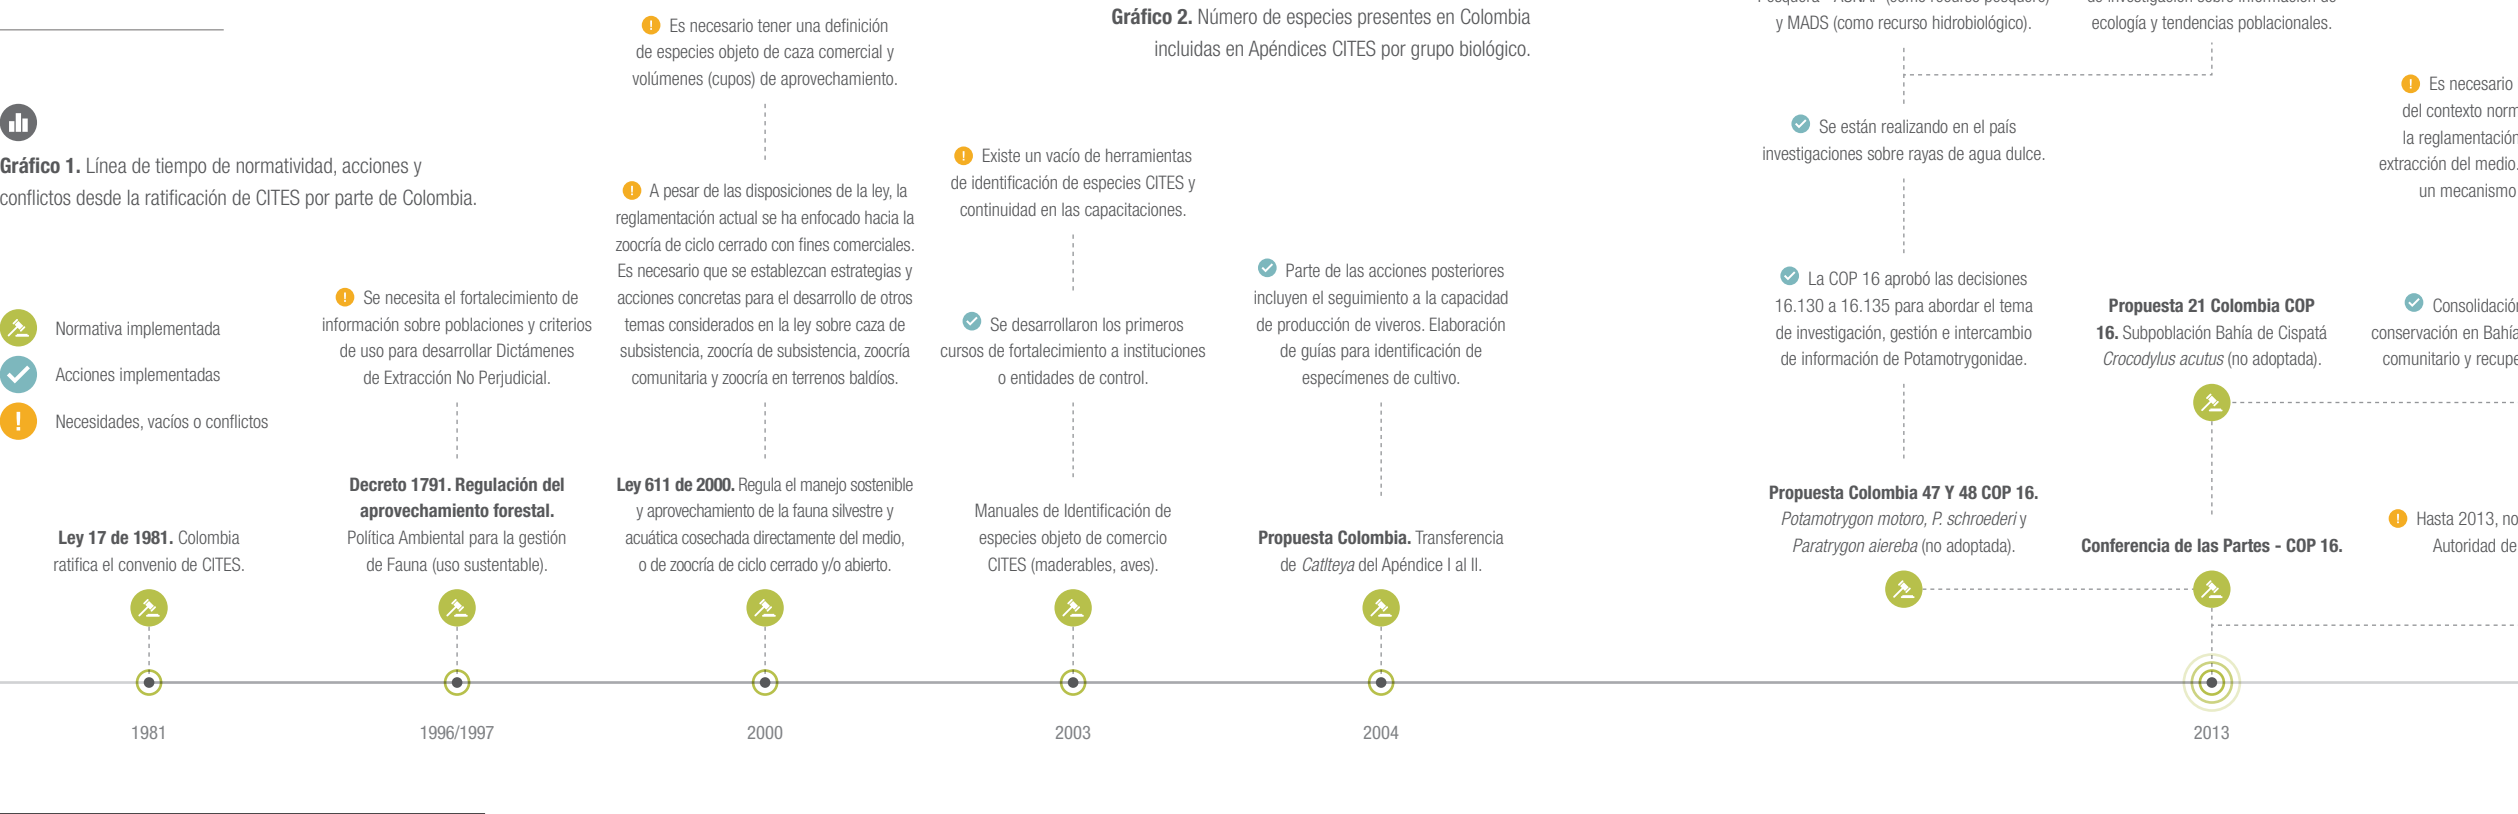 Gráfico 1. Línea de tiempo de normatividad, acciones y
conflictos desde la ratificación de CITES por parte de Colombia.
Normativa implementada
Acciones implementadas
Necesidades, vacíos o conflictos
Ley 17 de 1981. Colombia
ratifica el convenio de CITES.
1981
Se necesita el fortalecimiento de
información sobre poblaciones y criterios
de uso para desarrollar Dictámenes
de Extracción No Perjudicial.
Decreto 1791. Regulación del
aprovechamiento forestal.
Política Ambiental para la gestión
de Fauna (uso sustentable).
1996/1997
Es necesario tener una definición
de especies objeto de caza comercial y
volúmenes (cupos) de aprovechamiento.
A pesar de las disposiciones de la ley, la
reglamentación actual se ha enfocado hacia la
zoocría de ciclo cerrado con fines comerciales.
Es necesario que se establezcan estrategias y
acciones concretas para el desarrollo de otros
temas considerados en la ley sobre caza de
subsistencia, zoocría de subsistencia, zoocría
comunitaria y zoocría en terrenos baldíos.
Ley 611 de 2000. Regula el manejo sostenible
y aprovechamiento de la fauna silvestre y
acuática cosechada directamente del medio,
o de zoocría de ciclo cerrado y/o abierto.
2000
Existe un vacío de herramientas
de identificación de especies CITES y
continuidad en las capacitaciones.
Se desarrollaron los primeros
cursos de fortalecimiento a instituciones
o entidades de control.
Manuales de Identificación de
especies objeto de comercio
CITES (maderables, aves).
2003
Gráfico 2. Número de especies presentes en Colombia
incluidas en Apéndices CITES por grupo biológico.
Parte de las acciones posteriores
incluyen el seguimiento a la capacidad
de producción de viveros. Elaboración
de guías para identificación de
especímenes de cultivo.
Propuesta Colombia. Transferencia
de Catlteya del Apéndice I al II.
2004
y MADS (como recurso hidrobiológico).
Se están realizando en el país
investigaciones sobre rayas de agua dulce.
La COP 16 aprobó las decisiones
16.130 a 16.135 para abordar el tema
de investigación, gestión e intercambio
de información de Potamotrygonidae.
Propuesta Colombia 47 Y 48 COP 16.
Potamotrygon motoro, P. schroederi y
Paratrygon aiereba (no adoptada).
ecología y tendencias poblacionales.
Propuesta 21 Colombia COP
16. Subpoblación Bahía de Cispatá
Crocodylus acutus (no adoptada).
Conferencia de las Partes - COP 16.
2013
Es necesario
del contexto norm
la reglamentación
extracción del medio.
un mecanismo
Consolidación
conservación en Bahía
comunitario y recupe
Hasta 2013, no
Autoridad de